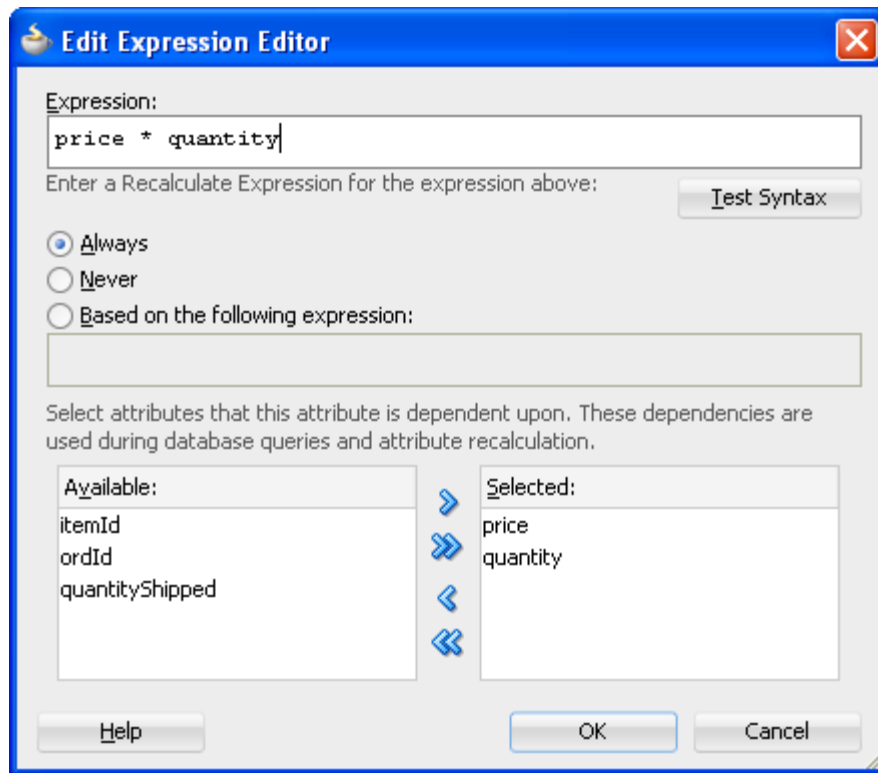 Edit Expression Editor
Expression:
price * quantity
Enter a Recalculate Expression for the expression above:
Test Syntax
Always
Never
Based on the following expression:
Select attributes that this attribute is dependent upon. These dependencies are
used during database queries and attribute recalculation.
Available:
itemId
ordId
quantityShipped
Selected:
price
quantity
Help
OK
Cancel